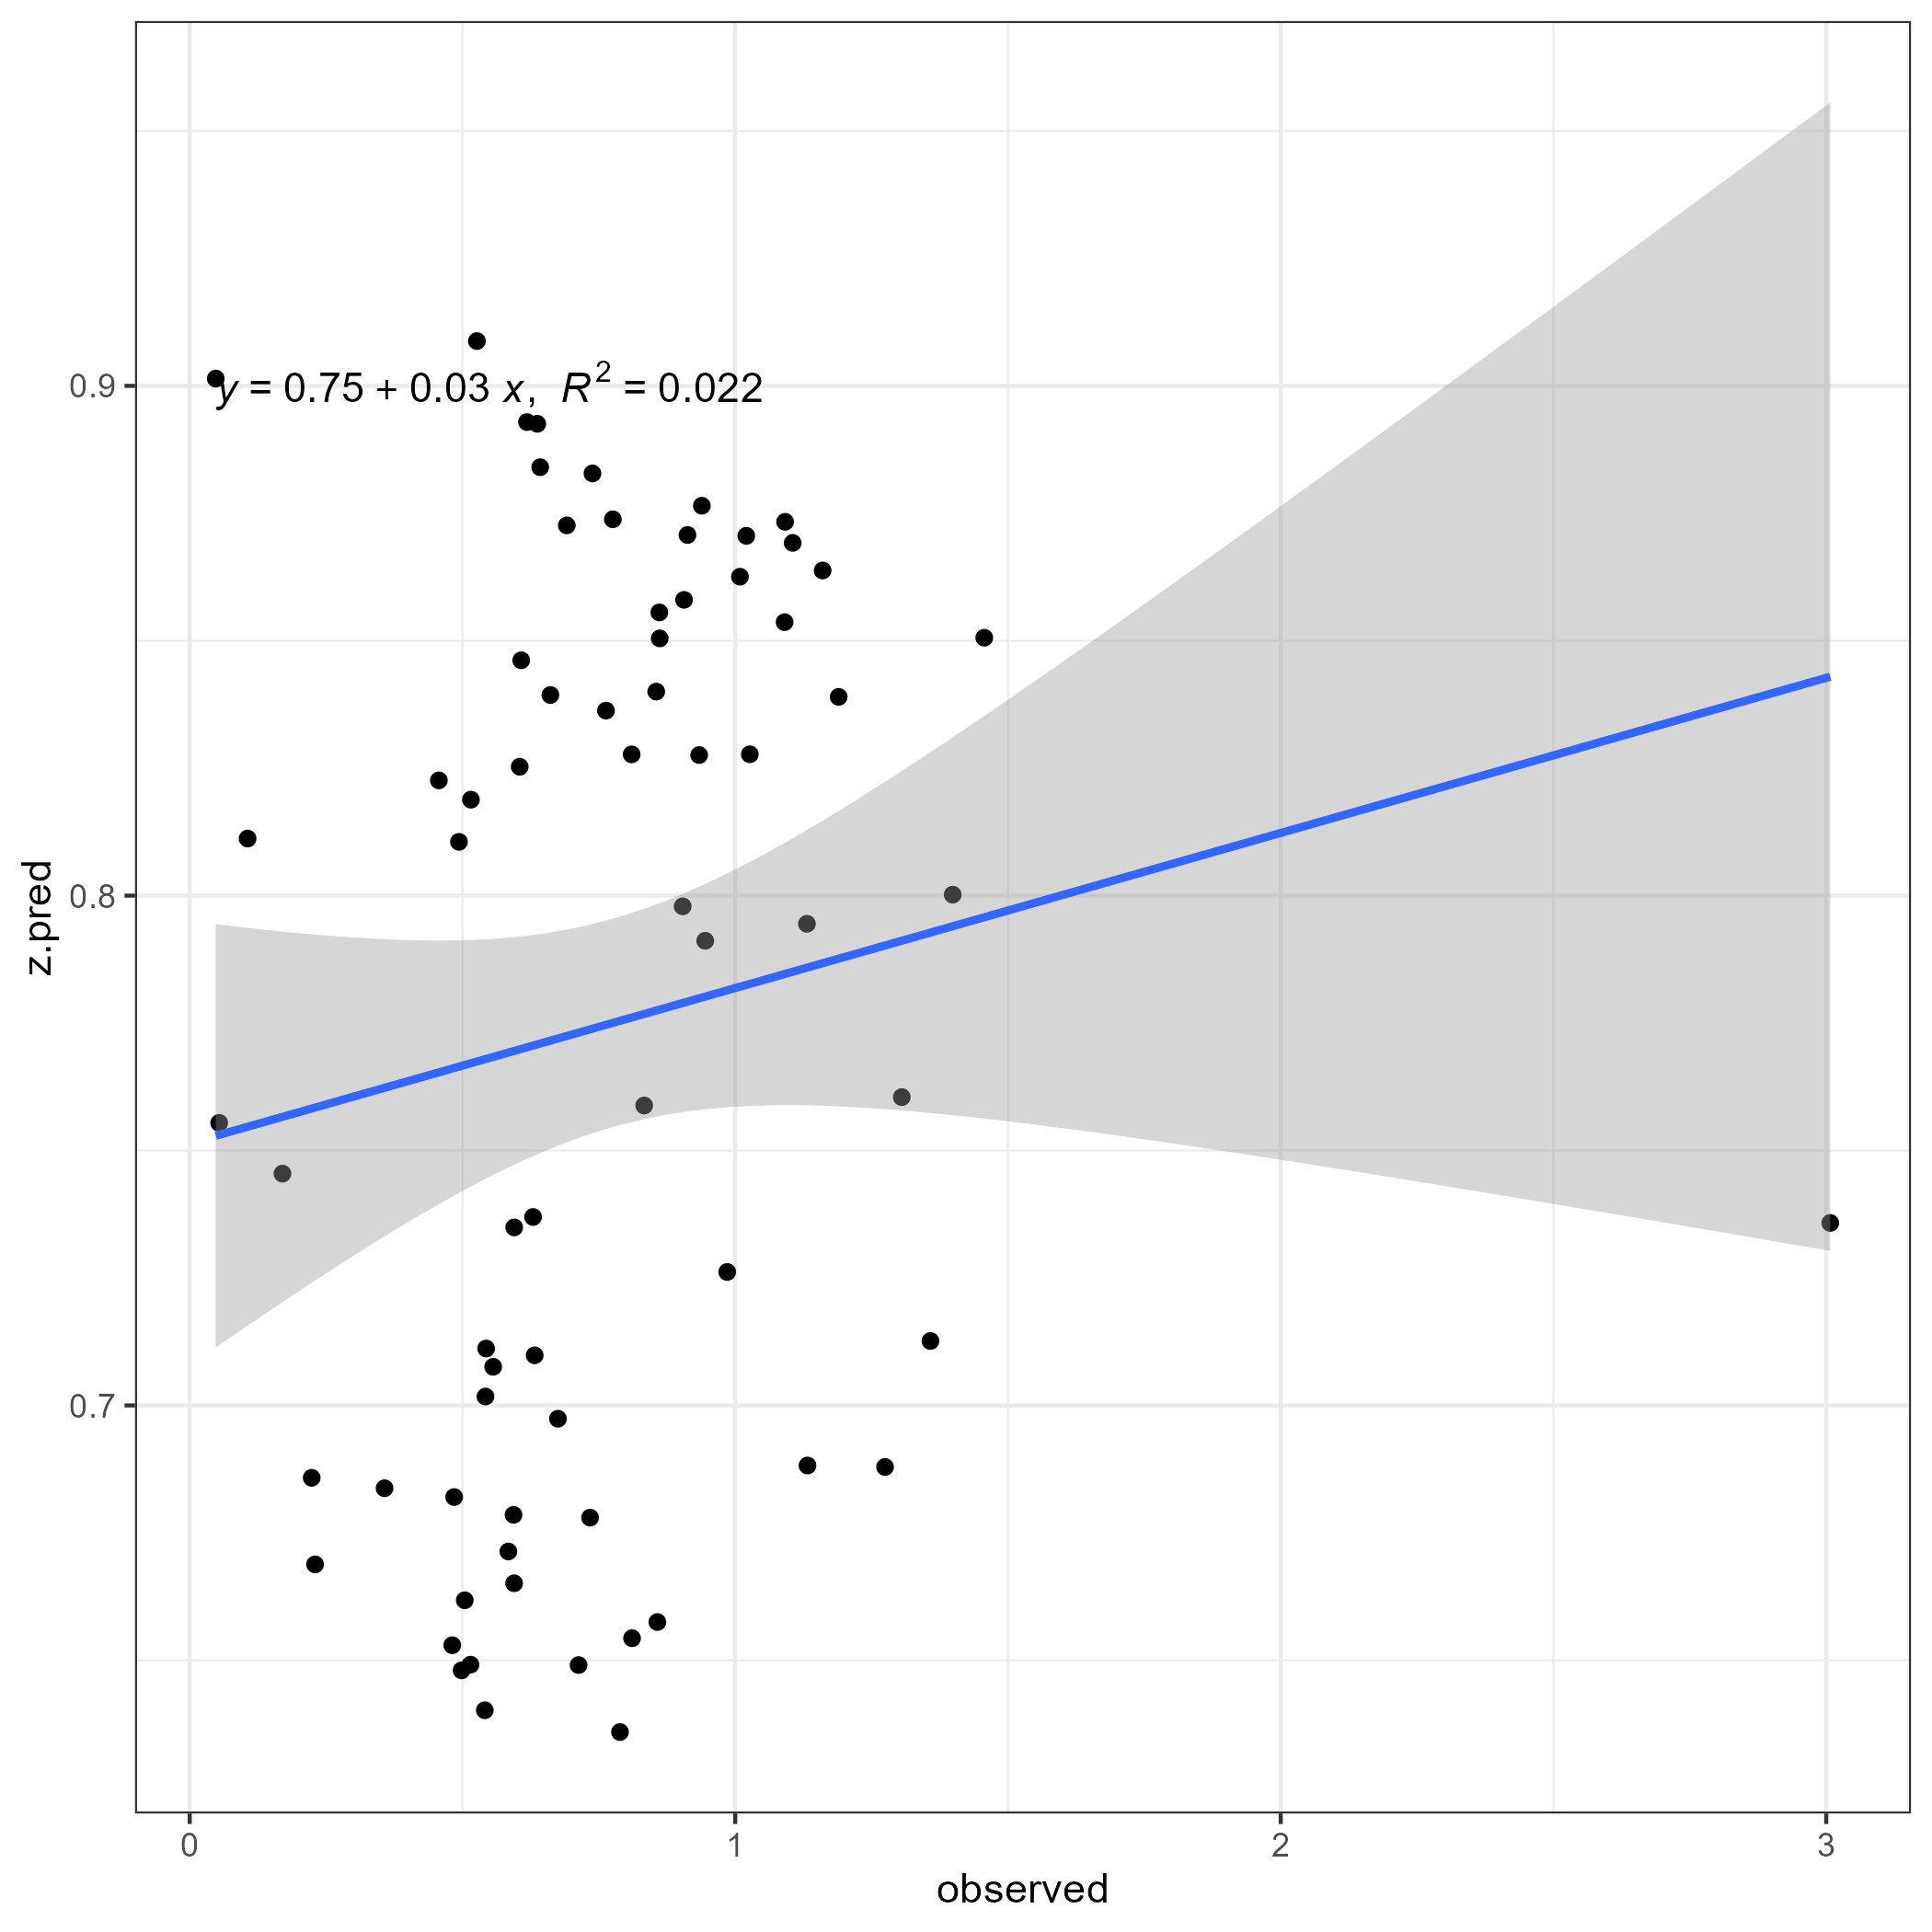 y = 0.75 + 0.03 x, R² = 0.022
0.9
0.8
0.7
z.pred
0 1 2 3
observed